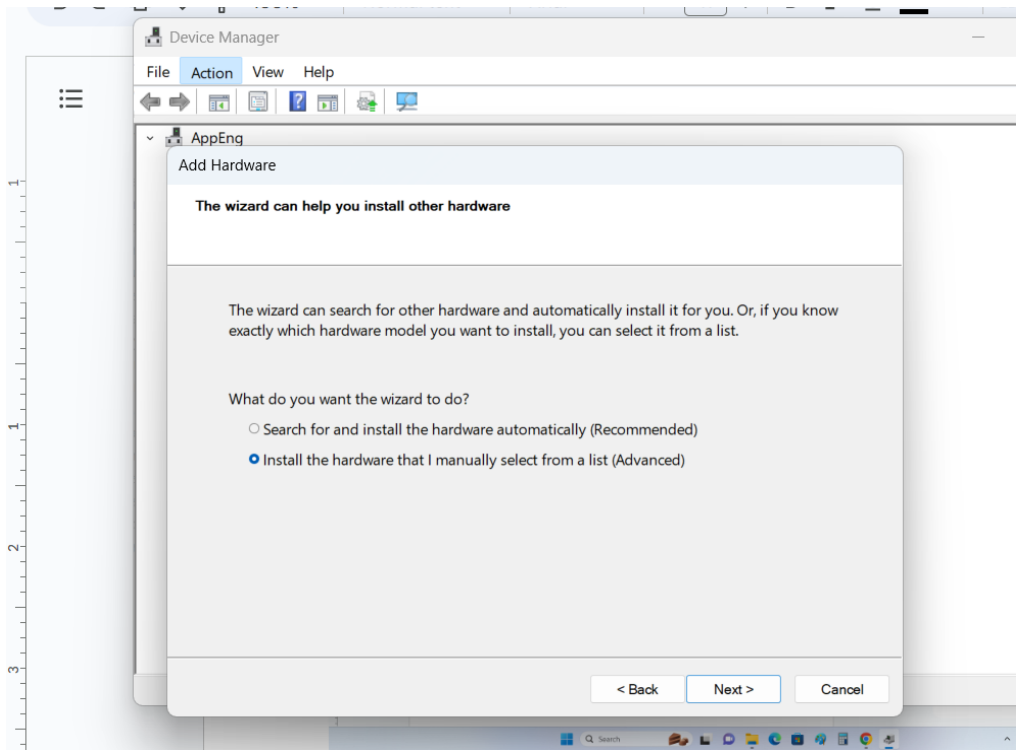 Device Manager
File Action View Help
AppEng
Add Hardware
The wizard can help you install other hardware
The wizard can search for other hardware and automatically install it for you. Or, if you know
exactly which hardware model you want to install, you can select it from a list.
What do you want the wizard to do?
Search for and install the hardware automatically (Recommended)
Install the hardware that I manually select from a list (Advanced)
< Back Next > Cancel
1
1
2
3
Search